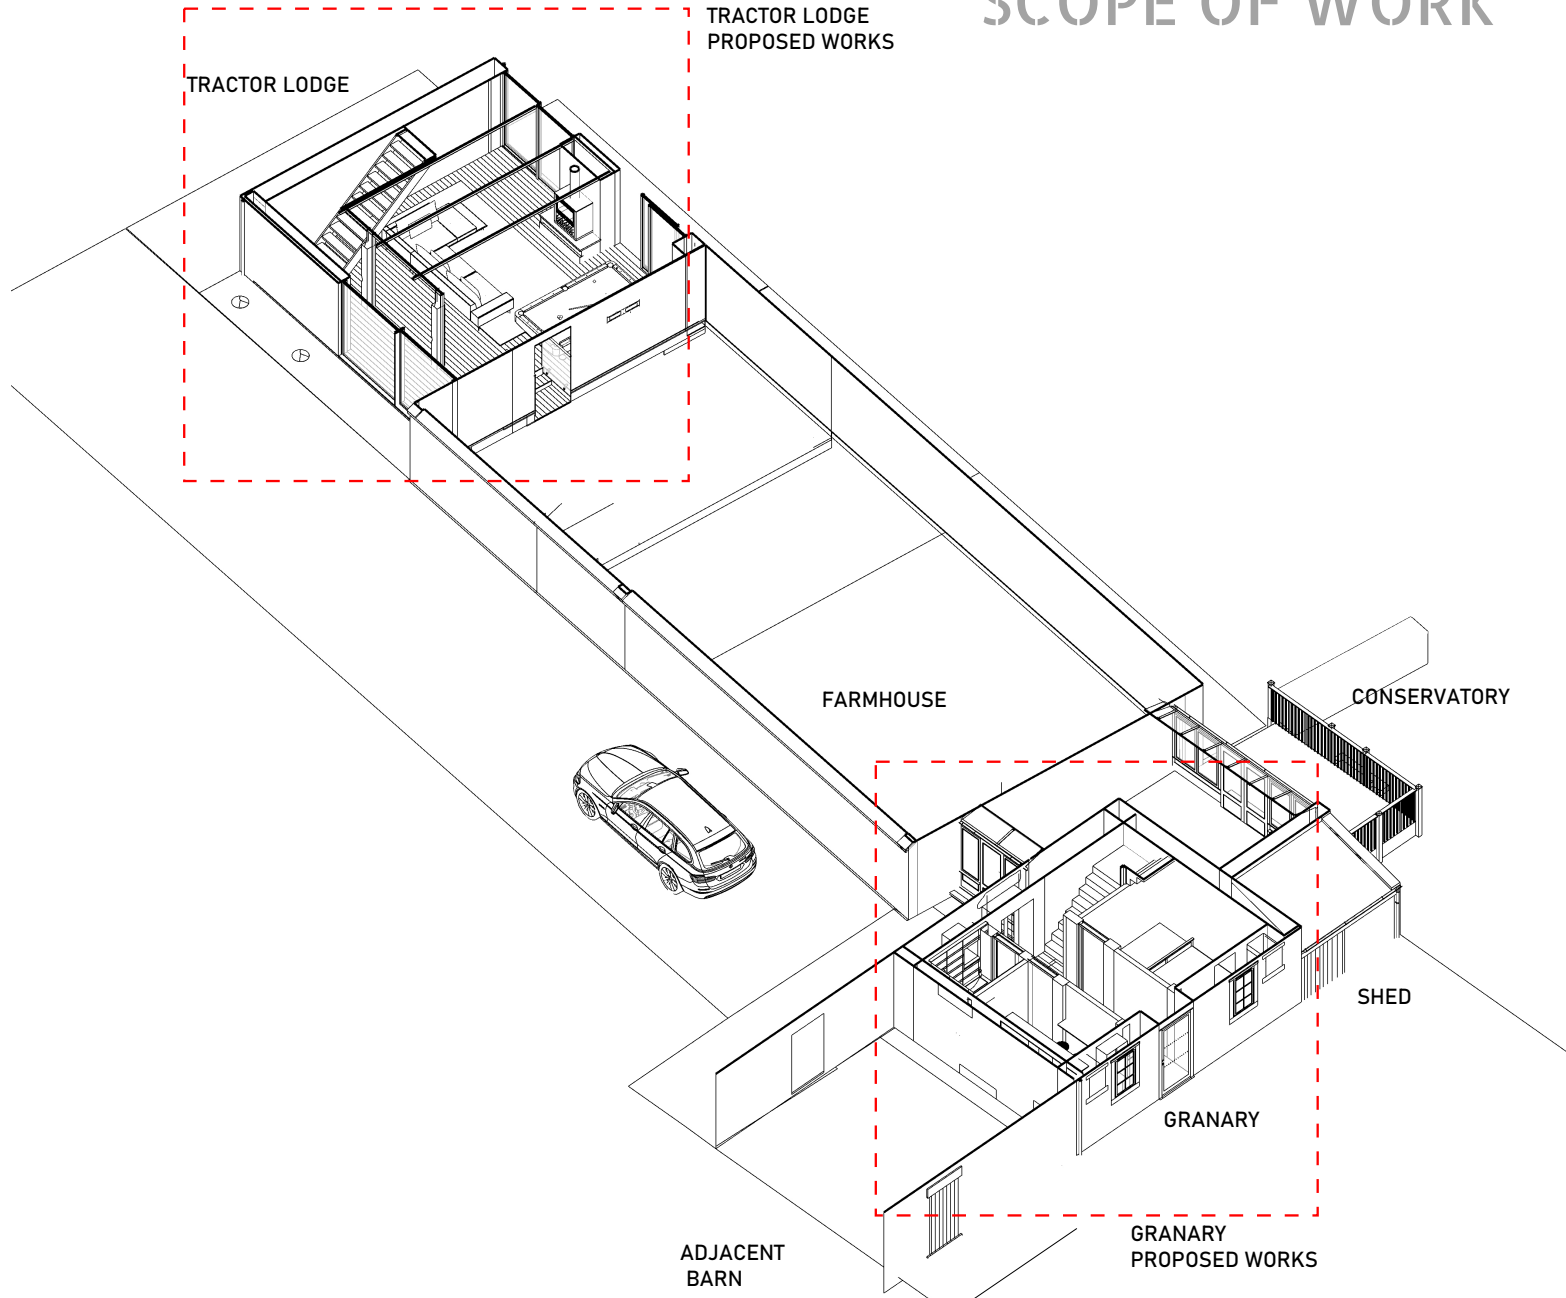 SCOPE OF WORK
TRACTOR LODGE
PROPOSED WORKS
TRACTOR LODGE
FARMHOUSE
CONSERVATORY
SHED
GRANARY
GRANARY
PROPOSED WORKS
ADJACENT
BARN